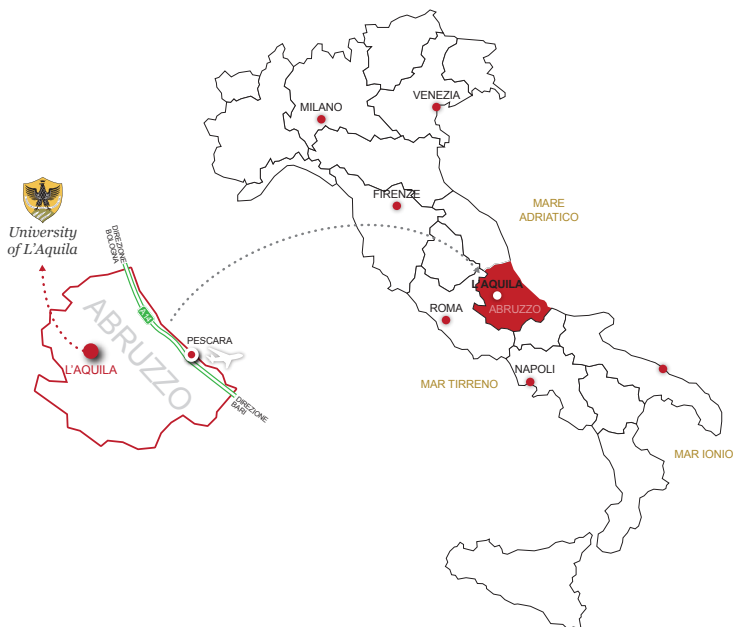 VENEZIA
MILANO
FIRENZE
MARE
ADRIATICO
University
of L'Aquila
DIREZIONE
BOLOGNA
L'AQUILA
ABRUZZO
ROMA
A14
ABRUZZO
PESCARA
L'AQUILA
NAPOLI
MAR TIRRENO
DIREZIONE
BARI
MAR IONIO